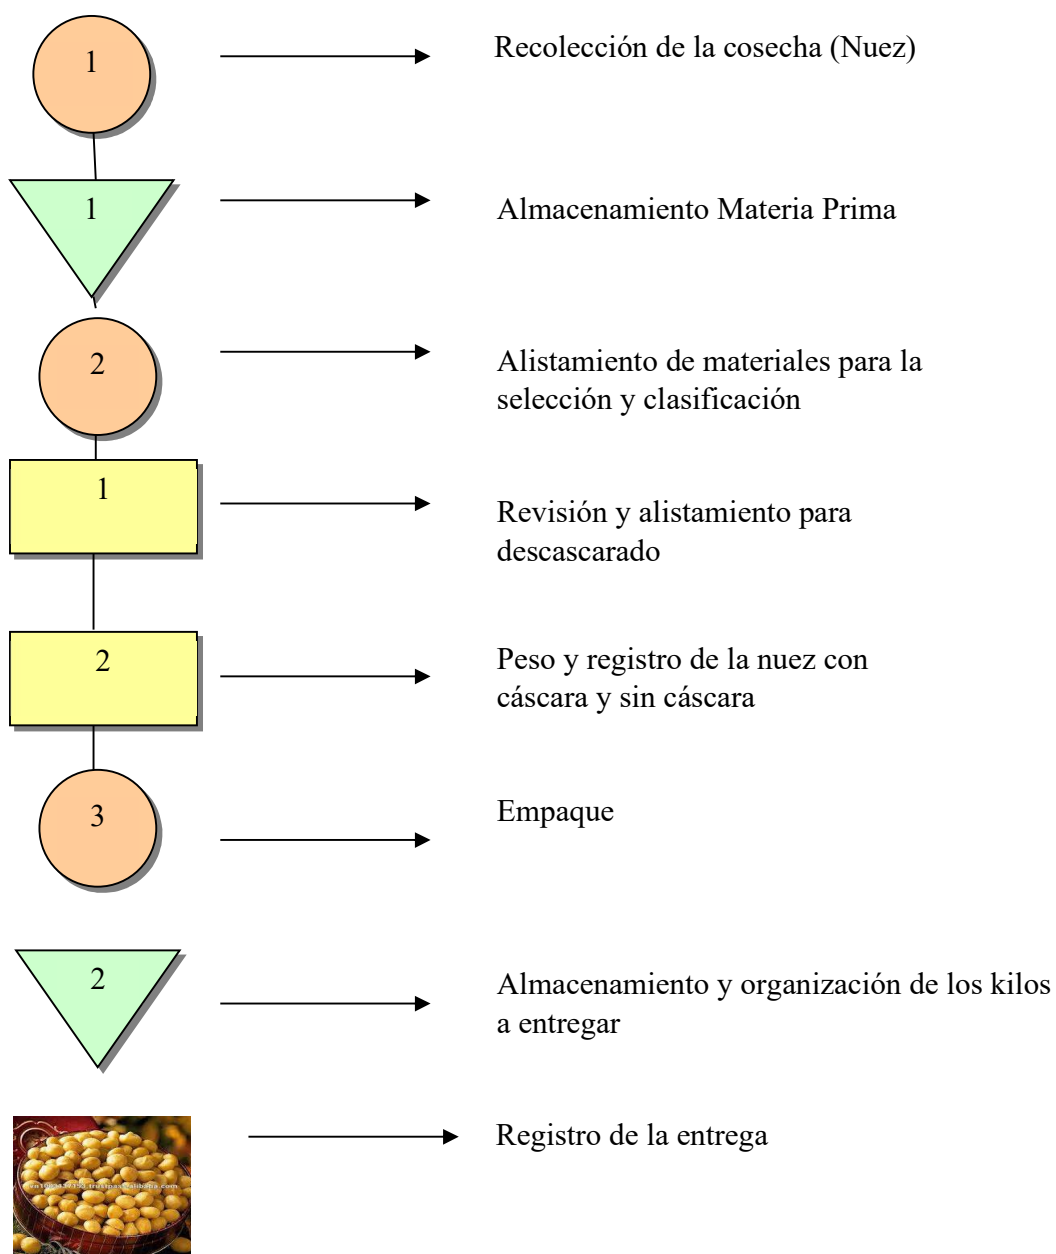 1
Recolección de la cosecha (Nuez)
1
Almacenamiento Materia Prima
2
Alistamiento de materiales para la
selección y clasificación
1
Revisión y alistamiento para
descascarado
2
Peso y registro de la nuez con
cáscara y sin cáscara
3
Empaque
2
Almacenamiento y organización de los kilos
a entregar
Registro de la entrega